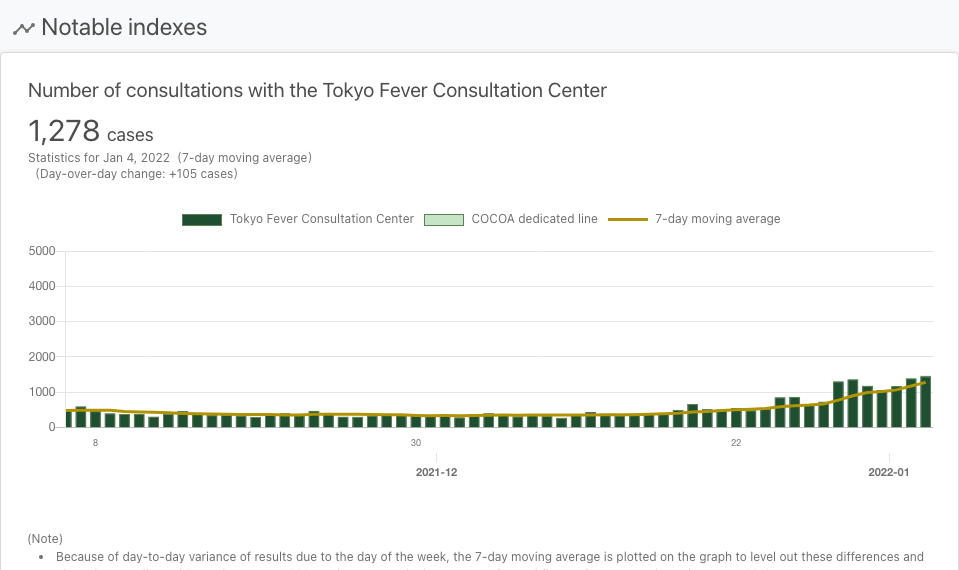 Notable indexes
Number of consultations with the Tokyo Fever Consultation Center
1,278 cases
Statistics for Jan 4, 2022 (7-day moving average)
(Day-over-day change: +105 cases)
Tokyo Fever Consultation Center COCOA dedicated line 7-day moving average
5000
4000
3000
2000
1000
0
8 30 22
2021-12 2022-01
(Note)
• Because of day-to-day variance of results due to the day of the week, the 7-day moving average is plotted on the graph to level out these differences and